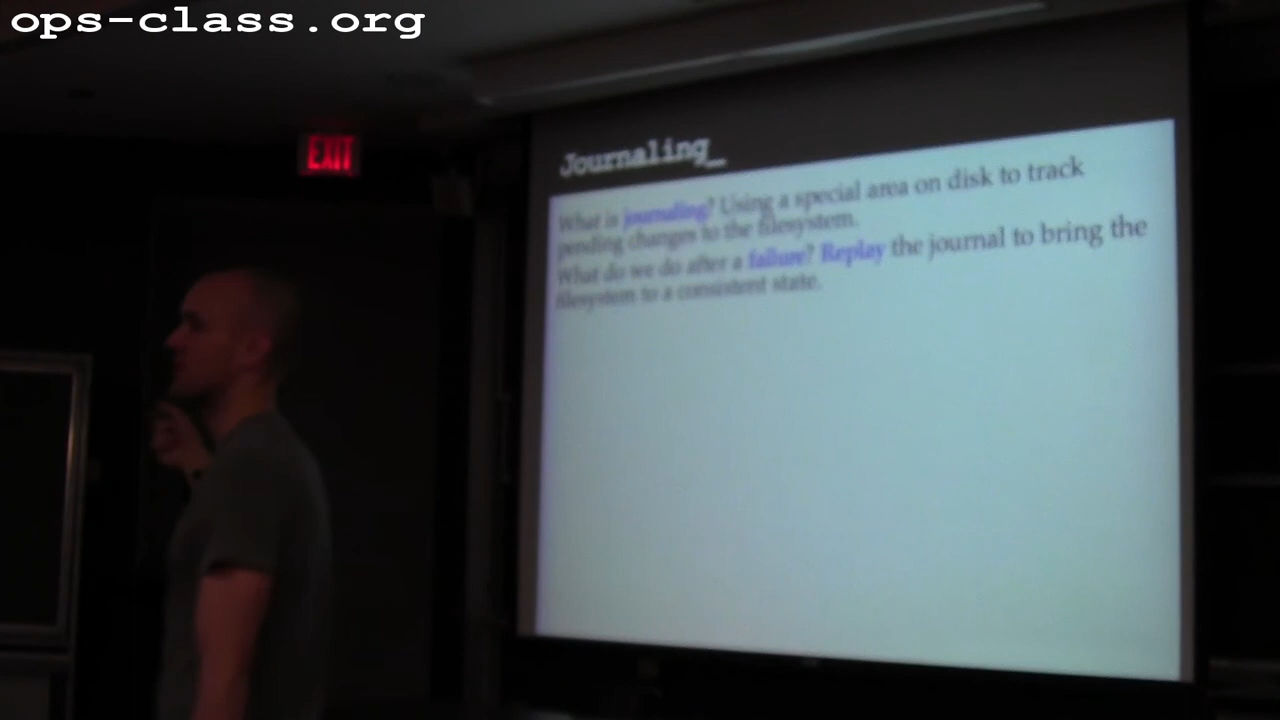 ops-class.org
EXIT
Journaling_
What is journaling? Using a special area on disk to track
pending changes to the filesystem.
What do we do after a failure? Replay the journal to bring the
filesystem to a consistent state.